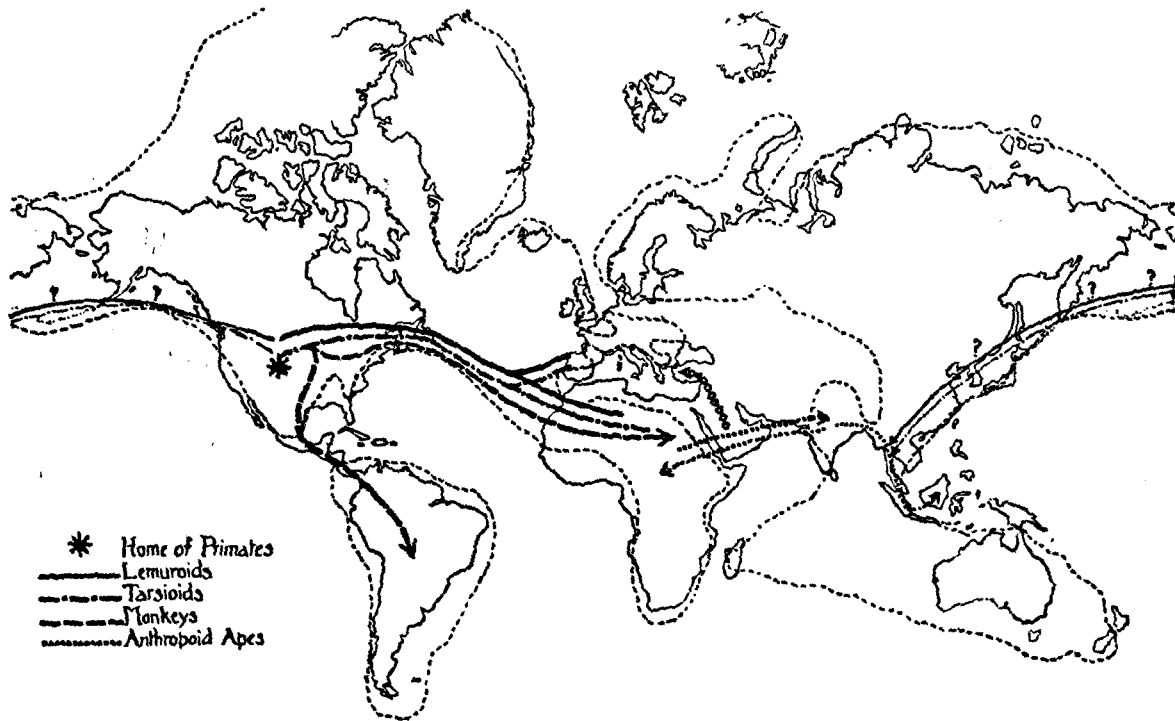 ? ?
? ?
?
Home of Primates
Lemuroids
Tarsioids
Monkeys
Anthropoid Apes